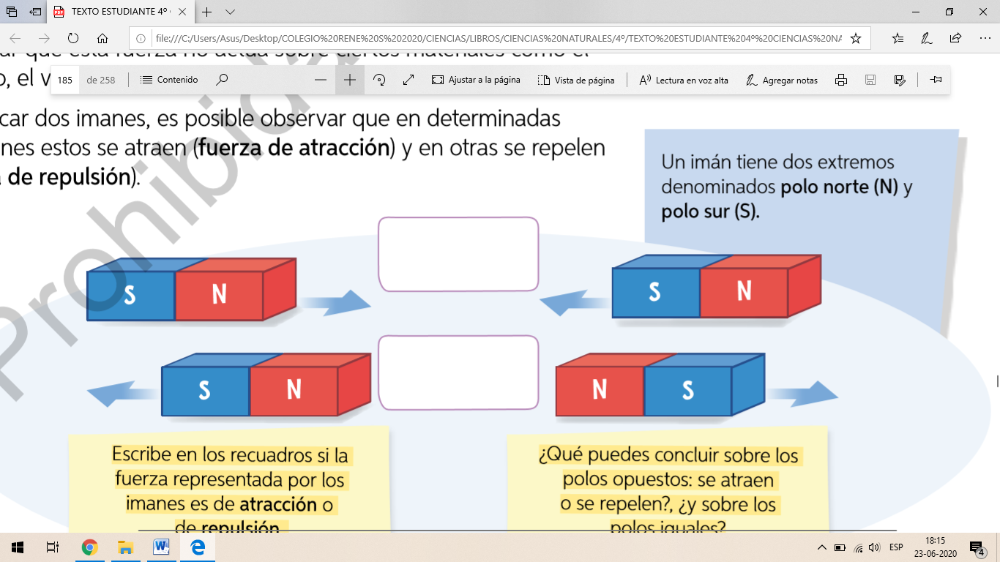 TEXTO ESTUDIANTE 4º
file:///C:/Users/Asus/Desktop/COLEGIO%20RENE%20S%202020/CIENCIAS/LIBROS/CIENCIAS%20NATURALES/4º/TEXTO%20ESTUDIANTE%204º%20CIENCIAS%20NA
ar que esta fuerza no actúa sobre ciertos materiales como el
o, el v
185 de 258 Contenido Ajustar a la página Vista de página Lectura en voz alta Agregar notas
car dos imanes, es posible observar que en determinadas
nes estos se atraen (fuerza de atracción) y en otras se repelen
de repulsión).
Un imán tiene dos extremos
denominados polo norte (N) y
polo sur (S).
Prohibida
S N S N
S N N S
Escribe en los recuadros si la
fuerza representada por los
imanes es de atracción o
de repulsión
¿Qué puedes concluir sobre los
polos opuestos: se atraen
o se repelen?, ¿y sobre los
polos iguales?
ESP
18:15
23-06-2020
4